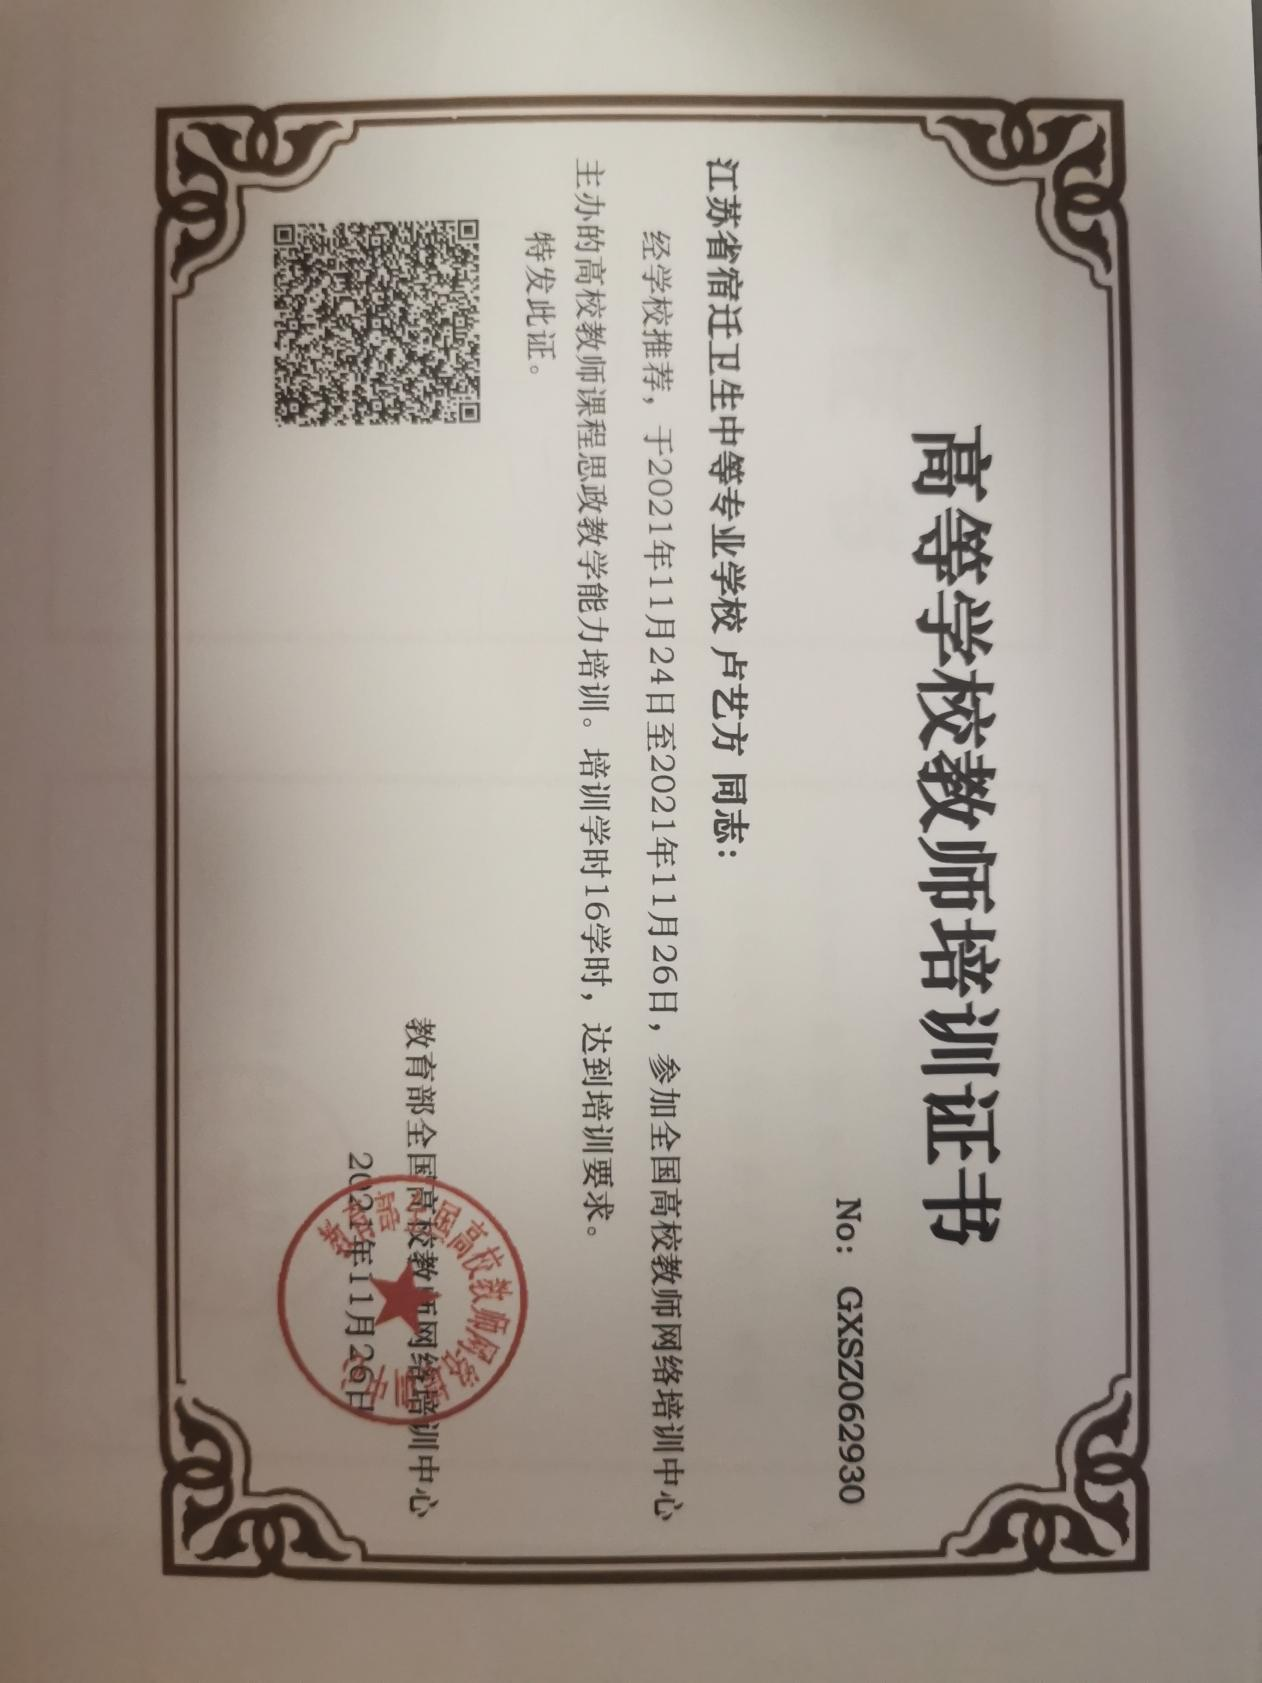 高等学校教师培训证书
No: GXSZ062930
江苏省宿迁卫生中等专业学校 卢艺方 同志：
经学校推荐，于2021年11月24日至2021年11月26日，参加全国高校教师网络培训中心
主办的高校教师课程思政教学能力培训。培训学时16学时，达到培训要求。
特发此证。
教育部全国高校教师网络培训中心
2021年11月26日